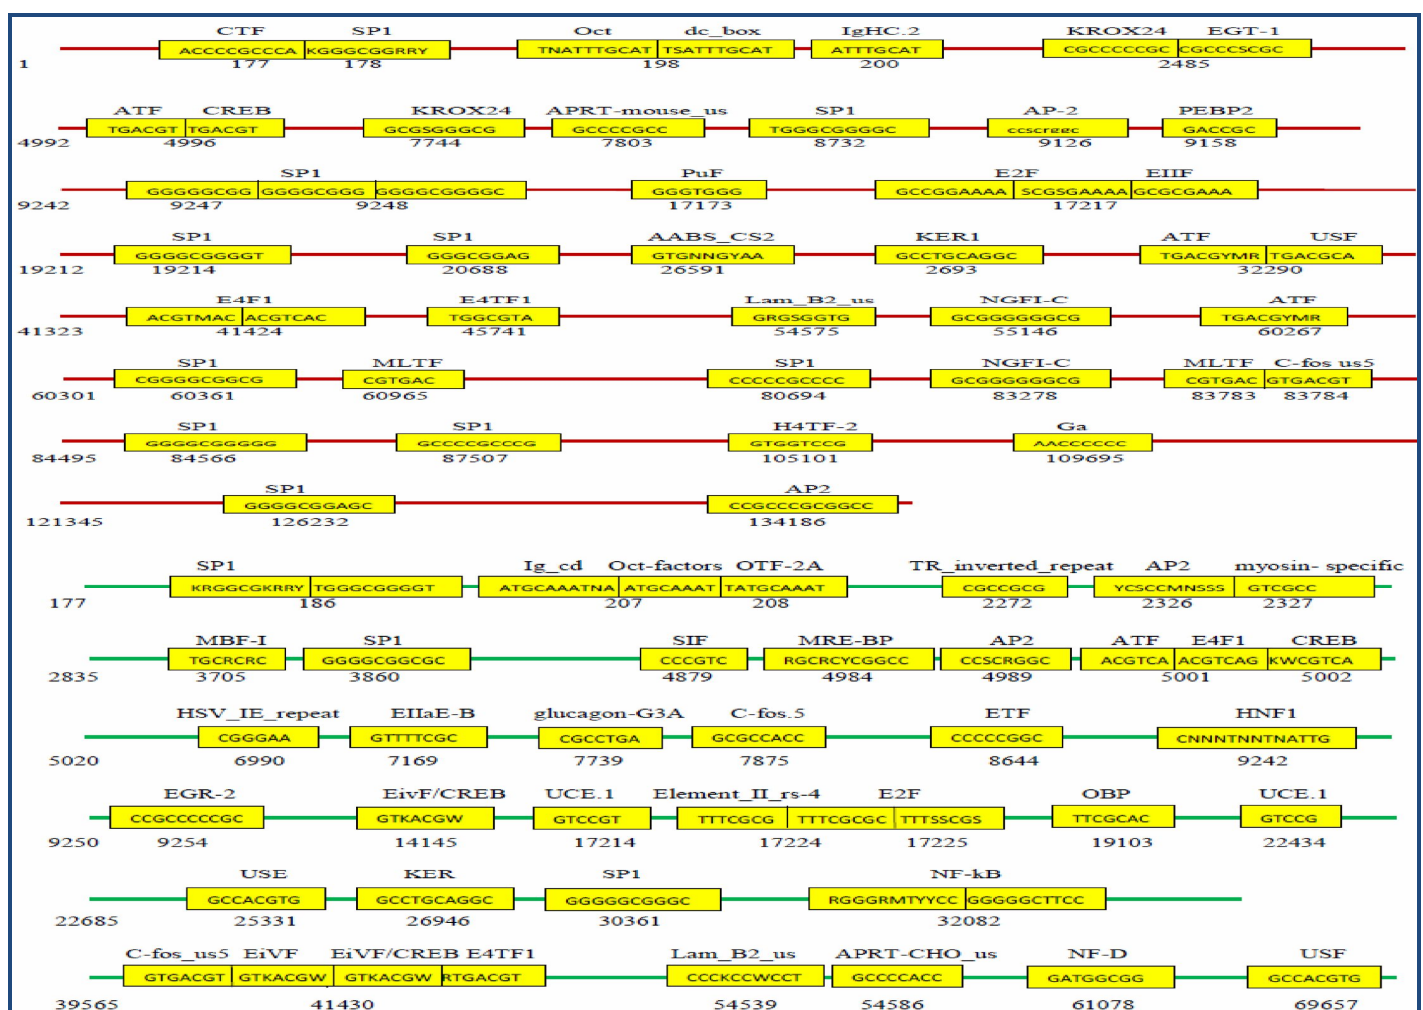 CTF SP1 Oct dc_box IgHC.2 KROX24 EGT-1
ACCCCGCCCA KGGGCGGRRY TNATTTGCAT TSATTTGCAT ATTTGCAT CGCCCCCGC CGCCCSCGC
1 177 178 198 200 2485
ATF CREB KROX24 APRT-mouse_us SP1 AP-2 PEBP2
TGACGT TGACGT GCGSGGGCG GCCCCGCC TGGGCGGGGC ccscrggc GACCGC
4992 4996 7744 7803 8732 9126 9158
SP1 PuF E2F EIIF
GGGGGCGG GGGGCGGG GGGGCGGGGC GGGTGGG GCCGGAAAA SCGSGAAAA GCGCGAAA
9242 9247 9248 17173 17217
SP1 SP1 AABS_CS2 KER1 ATF USF
GGGGCGGGGT GGGCGGAG GTGNNGYAA GCCTGCAGGC TGACGYMR TGACGCA
19212 19214 20688 26591 2693 32290
E4F1 E4TF1 Lam_B2_us NGFI-C ATF
ACGTMAC ACGTCAC TGGCGTA GRGSGGTG GCGGGGGGCG TGACGYMR
41323 41424 45741 54575 55146 60267
SP1 MLTF SP1 NGFI-C MLTF C-fos us5
CGGGGCGGCG CGTGAC CCCCCGCCCC GCGGGGGGCG CGTGAC GTGACGT
60301 60361 60965 80694 83278 83783 83784
SP1 SP1 H4TF-2 Ga
GGGGCGGGGG GCCCCGCCCG GTGGTCCG AACCCCCC
84495 84566 87507 105101 109695
SP1 AP2
GGGGCGGAGC CCGCCCGCGGCC
121345 126232 134186
SP1 Ig_cd Oct-factors OTF-2A TR_inverted_repeat AP2 myosin- specific
KRGGCGKRRY TGGGCGGGGT ATGCAAATNA ATGCAAAT TATGCAAAT CGCCGCG YCSCCMNSSS GTCGCC
177 186 207 208 2272 2326 2327
MBF-I SP1 SIF MRE-BP AP2 ATF E4F1 CREB
TGCRCRC GGGGCGGCGC CCCGTC RGCRCYCGGCC CCSCRGGC ACGTCA ACGTCAG KWCGTCA
2835 3705 3860 4879 4984 4989 5001 5002
HSV_IE_repeat EIIaE-B glucagon-G3A C-fos.5 ETF HNF1
CGGGAA GTTTTCGC CGCCTGA GCGCCACC CCCCCGGC CNNNTNNTNATTG
5020 6990 7169 7739 7875 8644 9242
EGR-2 EivF/CREB UCE.1 Element_II_rs-4 E2F OBP UCE.1
CCGCCCCCGC GTKACGW GTCCGT TTTCGCG TTTCGCGC TTTSSCGS TTCGCAC GTCCG
9250 9254 14145 17214 17224 17225 19103 22434
USE KER SP1 NF-kB
GCCACGTG GCCTGCAGGC GGGGGCGGGC RGGGRMTYYCC GGGGGCTTCC
22685 25331 26946 30361 32082
C-fos_us5 EiVF EiVF/CREB E4TF1 Lam_B2_us APRT-CHO_us NF-D USF
GTGACGT GTKACGW GTKACGW RTGACGT CCCKCCWCCT GCCCCACC GATGGCGG GCCACGTG
39565 41430 54539 54586 61078 69657